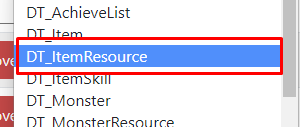 DT_AchieveList
DT_Item
DT_ItemResource
DT_ItemSkill
DT_Monster
DT_MonsterResource